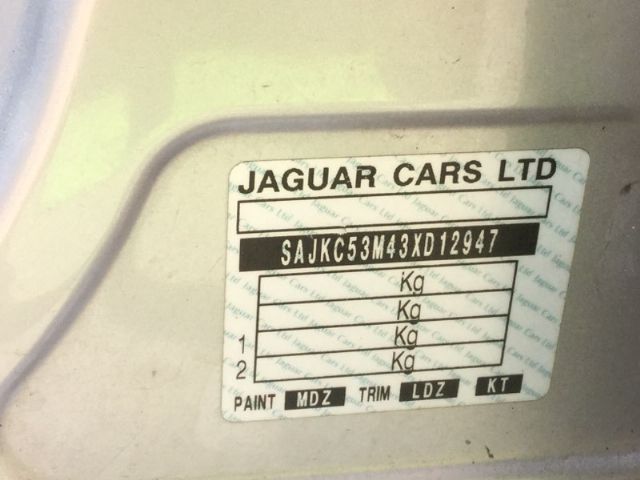 JAGUAR CARS LTD
SAJKC53M43XD12947
Kg
Kg
1 Kg
2 Kg
PAINT MDZ TRIM LDZ KT